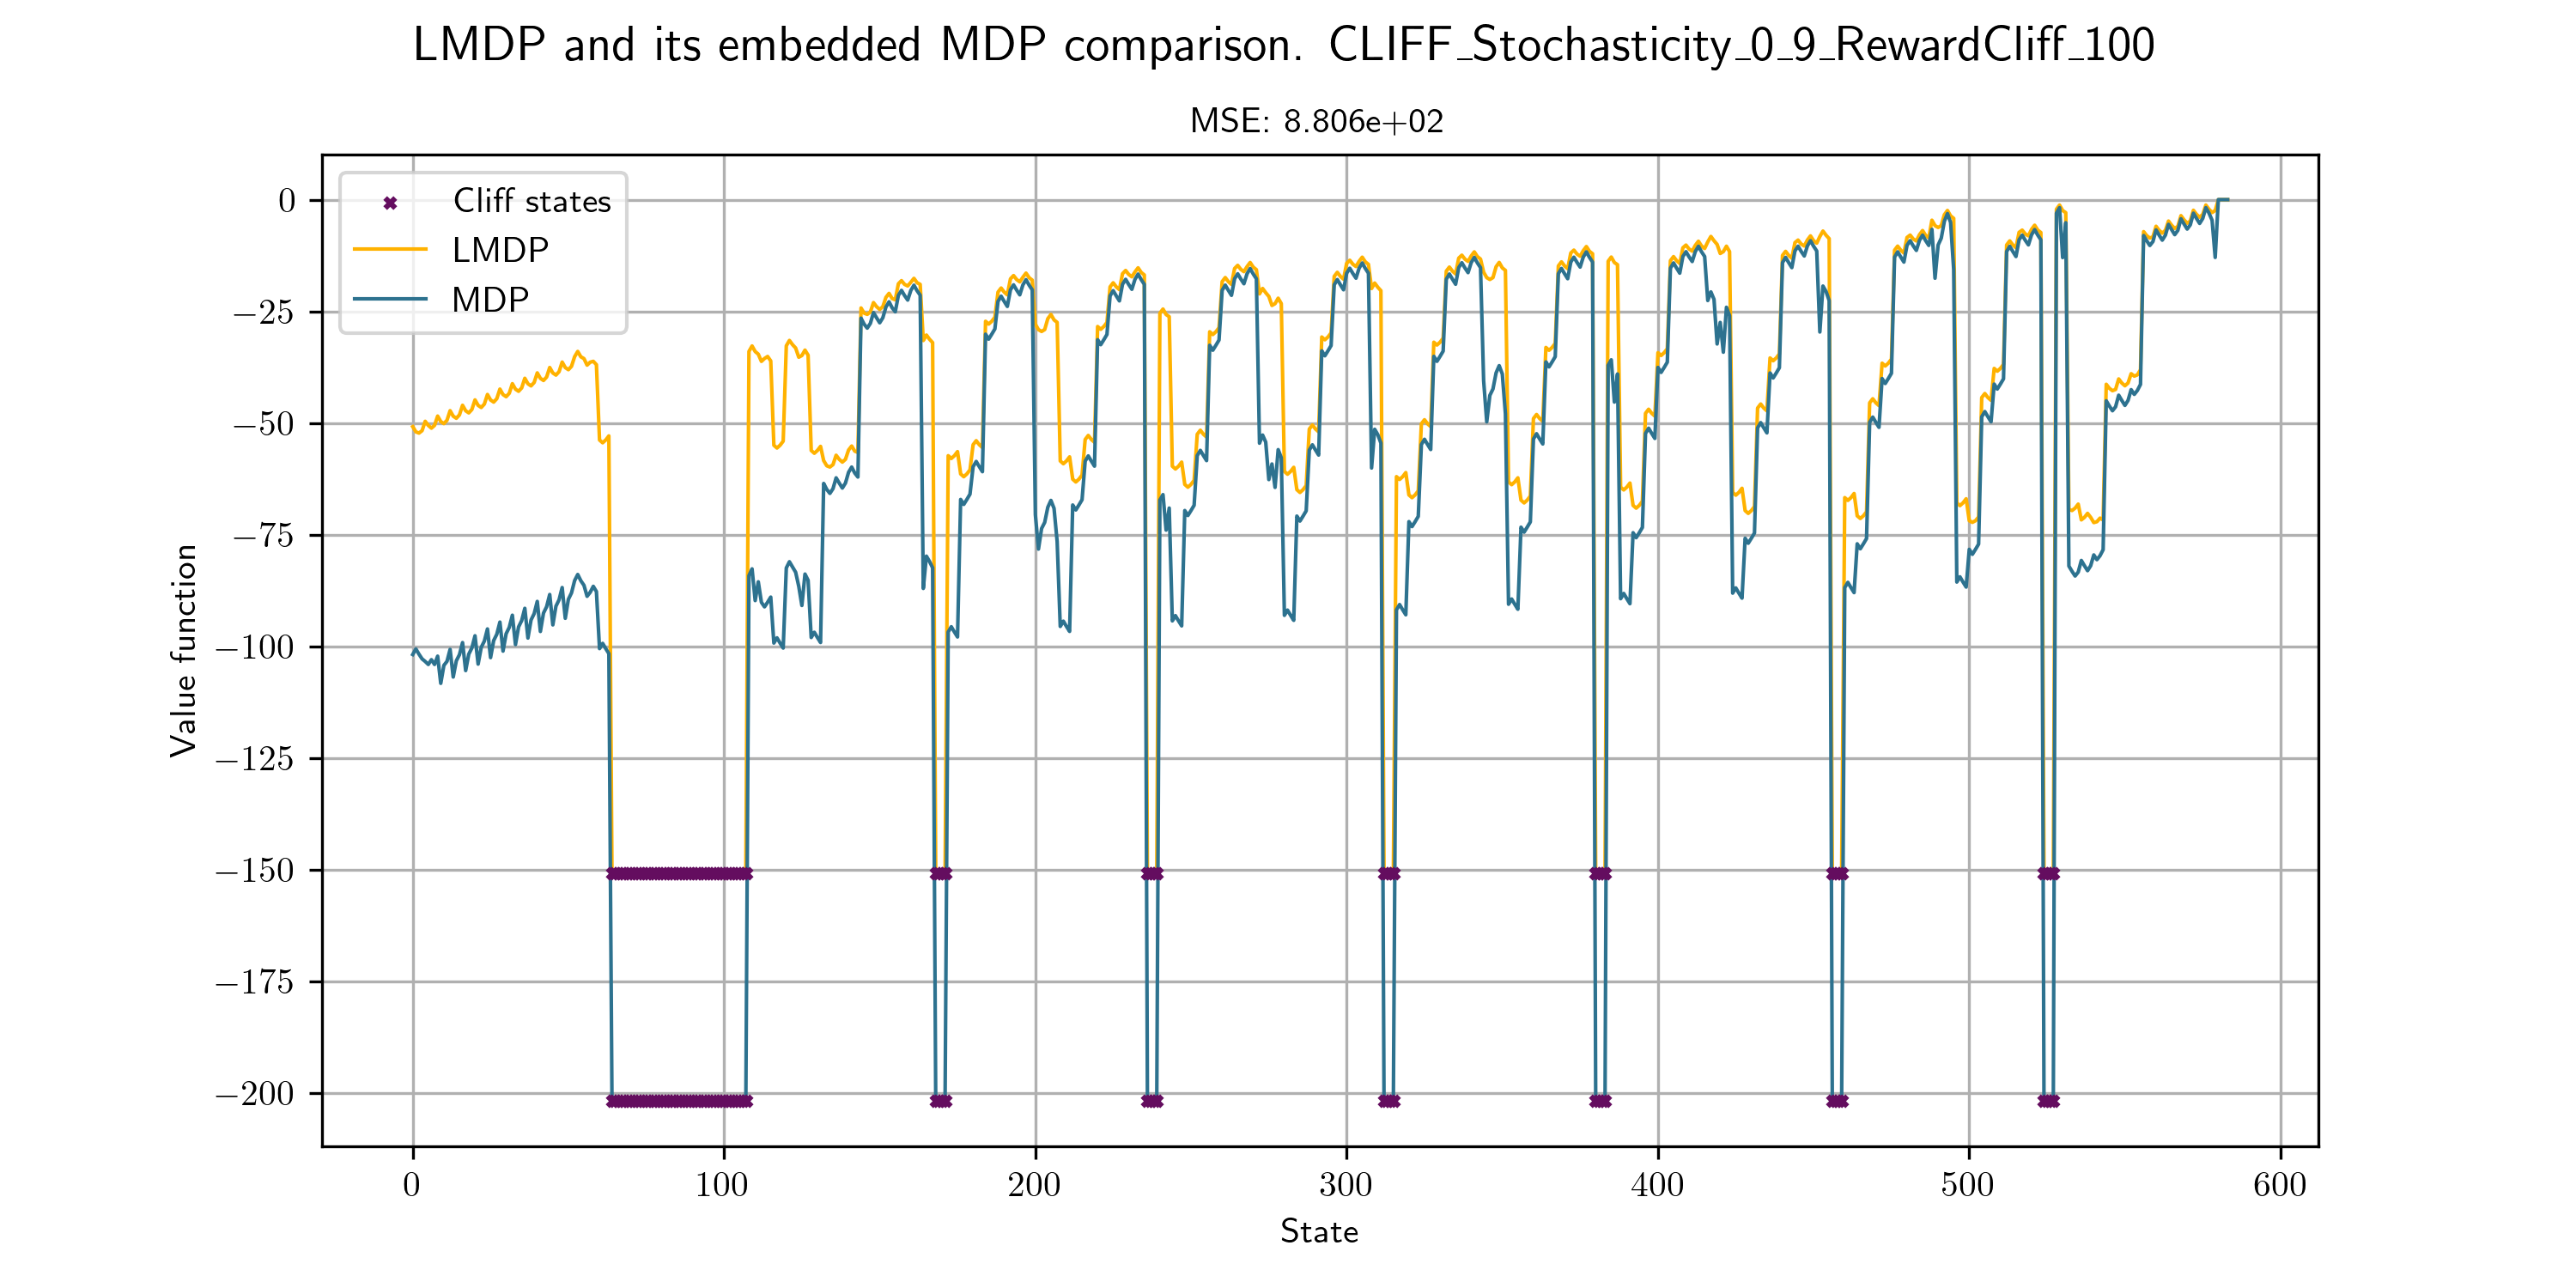 LMDP and its embedded MDP comparison. CLIFF_Stochasticity_0_9_RewardCliff_100
MSE: 8.806e+02
Cliff states
LMDP
MDP
Value function
0
−25
−50
−75
−100
−125
−150
−175
−200
0 100 200 300 400 500 600
State